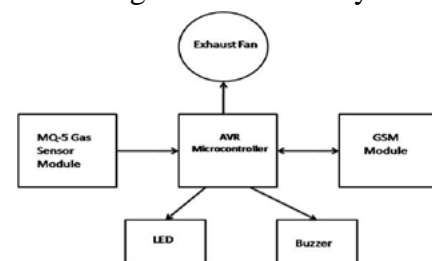 Exhaust Fan
MQ-5 Gas
Sensor
Module
AVR
Microcontroller
GSM
Module
LED
Buzzer